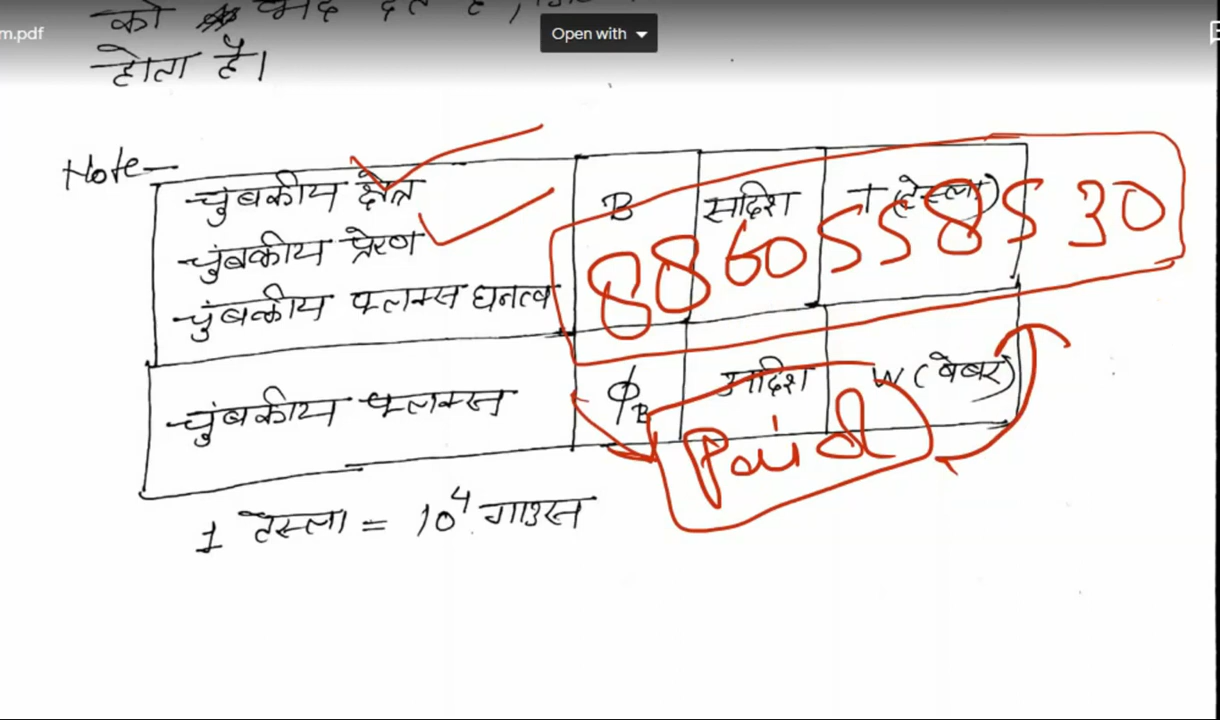 m.pdf
Open with
को
होता है।
Note-
चुंबकीय क्षेत्र B सदिश T (टेस्ला)
8860558530
चुंबकीय प्रेरण
चुंबकीय फ्लक्स घनत्व
चुंबकीय फ्लक्स ϕB अदिश W (वेबर)
Paid
1 टेस्ला = 10⁴ गाउस